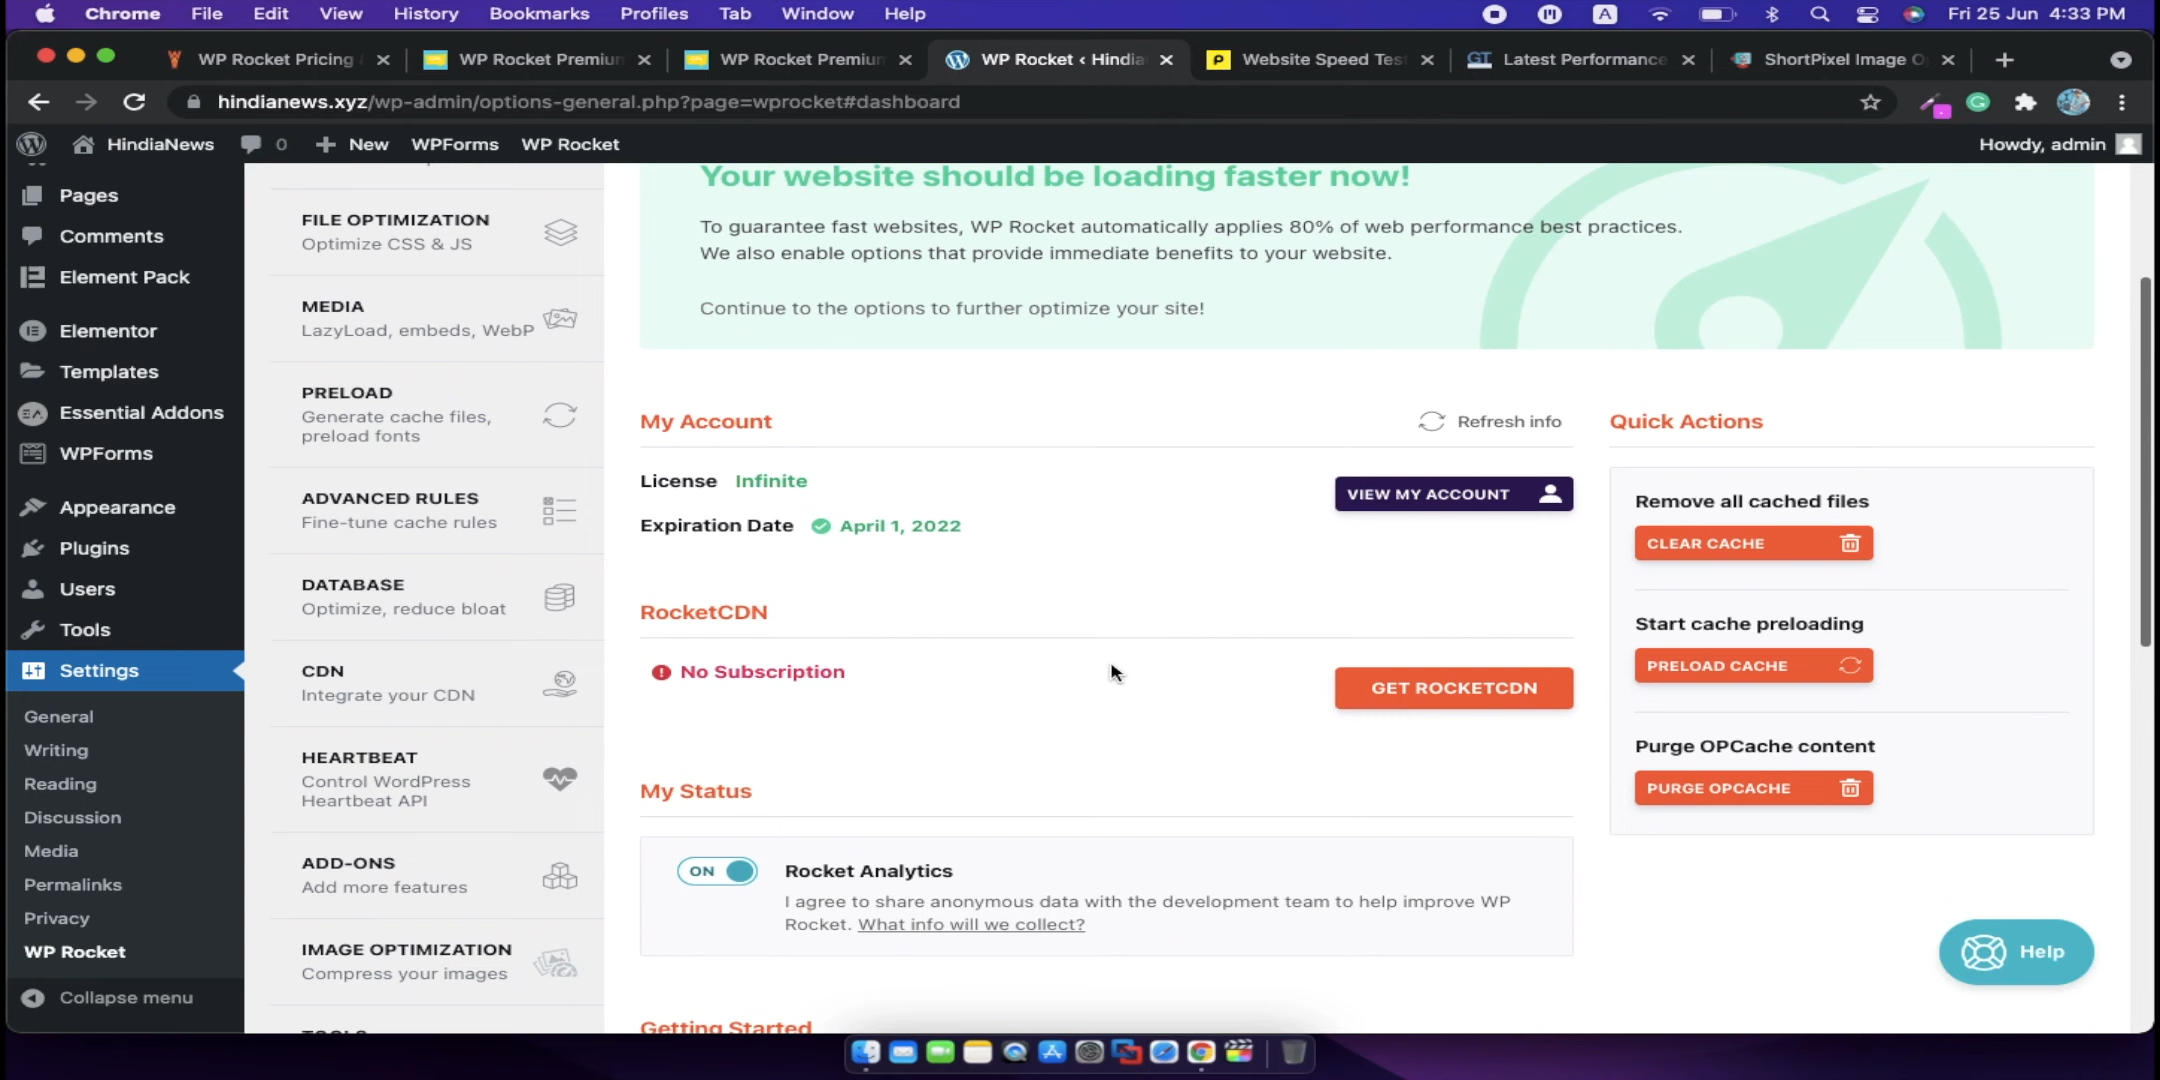 Chrome File Edit View History Bookmarks Profiles Tab Window Help
A
Fri 25 Jun 4:33 PM
WP Rocket Pricing
WP Rocket Premium
WP Rocket Premium
WP Rocket ‹ Hindia
Website Speed Tes
GT Latest Performance
ShortPixel Image O
hindianews.xyz/wp-admin/options-general.php?page=wprocket#dashboard
HindiaNews 0 New WPForms WP Rocket
Howdy, admin
Pages
Comments
Element Pack
Elementor
Templates
Essential Addons
WPForms
Appearance
Plugins
Users
Tools
Settings
General
Writing
Reading
Discussion
Media
Permalinks
Privacy
WP Rocket
Collapse menu
FILE OPTIMIZATION
Optimize CSS & JS
MEDIA
LazyLoad, embeds, WebP
PRELOAD
Generate cache files,
preload fonts
ADVANCED RULES
Fine-tune cache rules
DATABASE
Optimize, reduce bloat
CDN
Integrate your CDN
HEARTBEAT
Control WordPress
Heartbeat API
ADD-ONS
Add more features
IMAGE OPTIMIZATION
Compress your images
TOOLS
Your website should be loading faster now!
To guarantee fast websites, WP Rocket automatically applies 80% of web performance best practices.
We also enable options that provide immediate benefits to your website.
Continue to the options to further optimize your site!
My Account
Refresh info
License Infinite
VIEW MY ACCOUNT
Expiration Date April 1, 2022
RocketCDN
No Subscription
GET ROCKETCDN
My Status
ON Rocket Analytics
I agree to share anonymous data with the development team to help improve WP
Rocket. What info will we collect?
Getting Started
Quick Actions
Remove all cached files
CLEAR CACHE
Start cache preloading
PRELOAD CACHE
Purge OPCache content
PURGE OPCACHE
Help